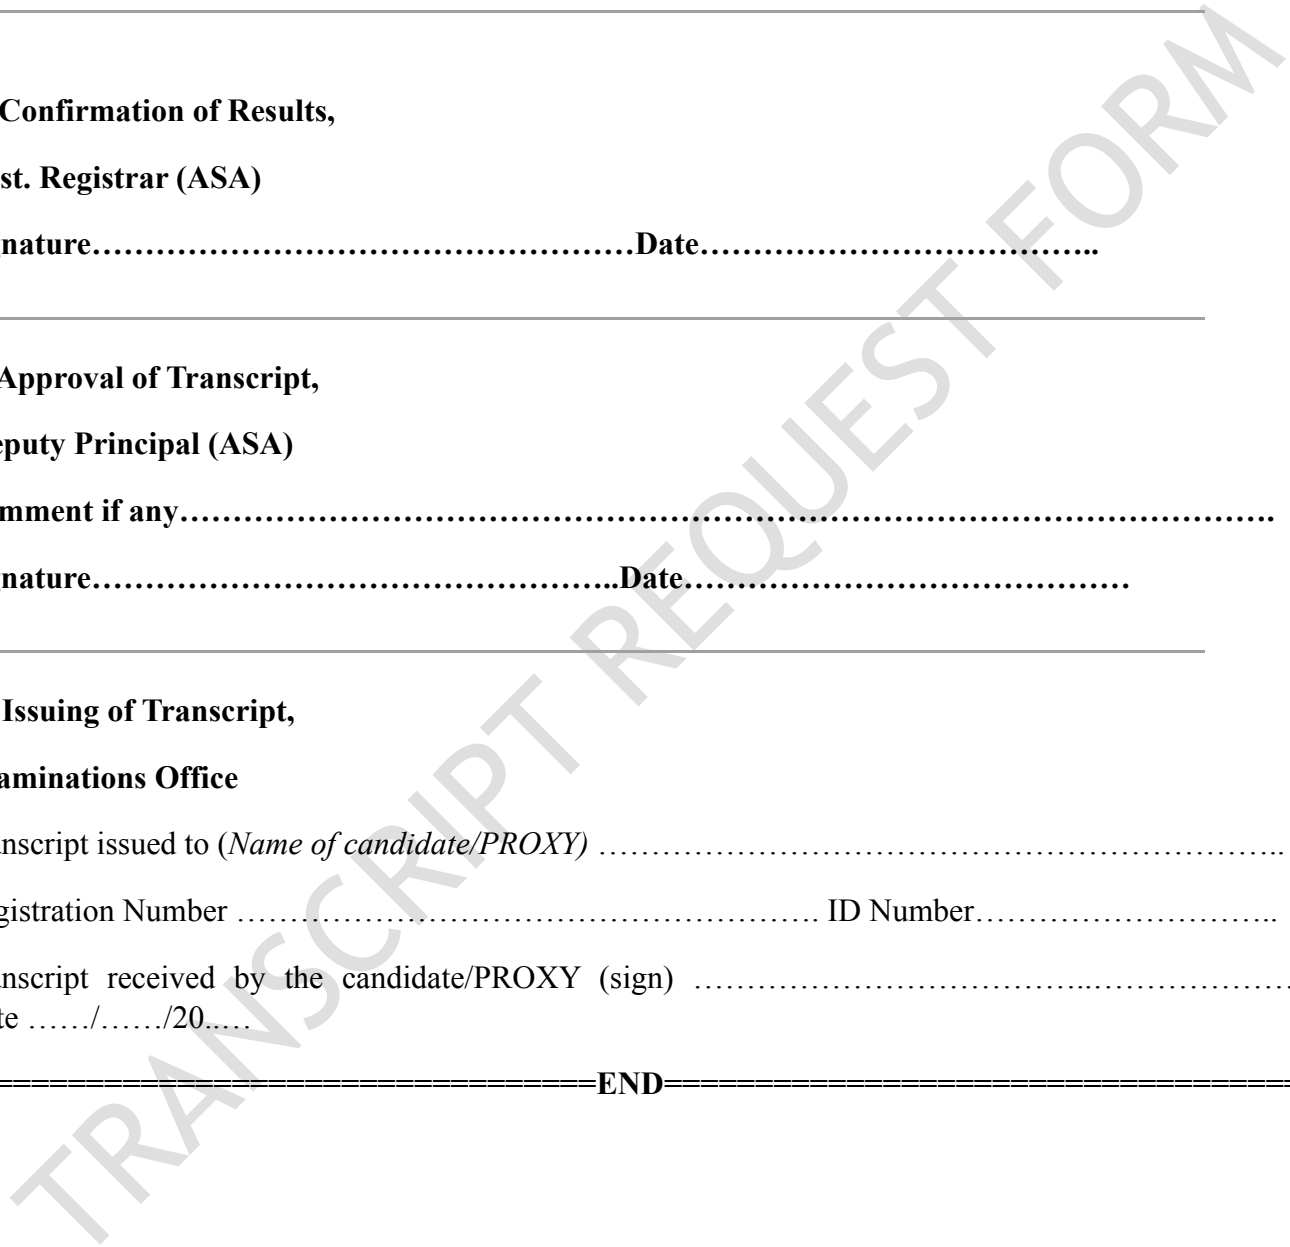 Confirmation of Results,
st. Registrar (ASA)
nature……………………………………………Date………………………………..
Approval of Transcript,
eputy Principal (ASA)
mment if any………………………………………………………………………………………….
nature…………………………………………..Date……………………………………
Issuing of Transcript,
aminations Office
nscript issued to (Name of candidate/PROXY) ………………………………………………………..
gistration Number ………………………………………………. ID Number………………………..
nscript received by the candidate/PROXY (sign) ………………………………..………………
te ……/……/20..…
=================================END===================================
TRANSCRIPT REQUEST FORM